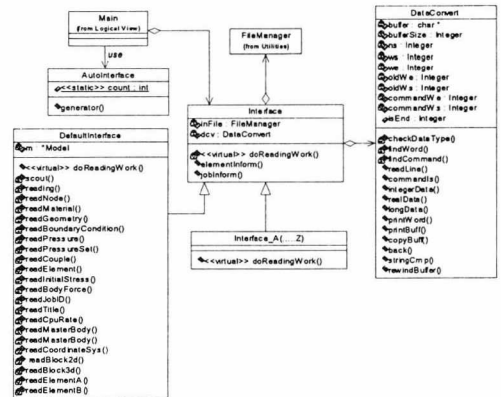 Main
(from Logical View)
use
AutoInterface
<<static>> count : int
generator()
FileManager
(from Utilities)
Interface
inFile : FileManager
dcv : DataConvert
<<virtual>> doReadingWork()
elementInform()
jobInform()
Interface_A(....Z)
<<virtual>> doReadingWork()
DefaultInterface
m : *Model
<<virtual>> doReadingWork()
scout()
reading()
readNode()
readMaterial()
readGeometry()
readBoundaryCondition()
readPressure()
readPressureSet()
readCouple()
readElement()
readInitialStress()
readBodyForce()
readJobID()
readTitle()
readCpuRate()
readMasterBody()
readMasterBody()
readCoordinateSys()
readBlock2d()
readBlock3d()
readElementA()
readElementB()
DataConvert
buffer : char *
bufferSize : Integer
ns : Integer
ws : Integer
we : Integer
oldWe : Integer
oldWs : Integer
commandWe : Integer
commandWs : Integer
isEnd : Integer
checkDataType()
findWord()
findCommand()
readLine()
commandIs()
integerData()
realData()
longData()
printWord()
printBuff()
copyBuff()
back()
stringCmp()
rewindBuffer()